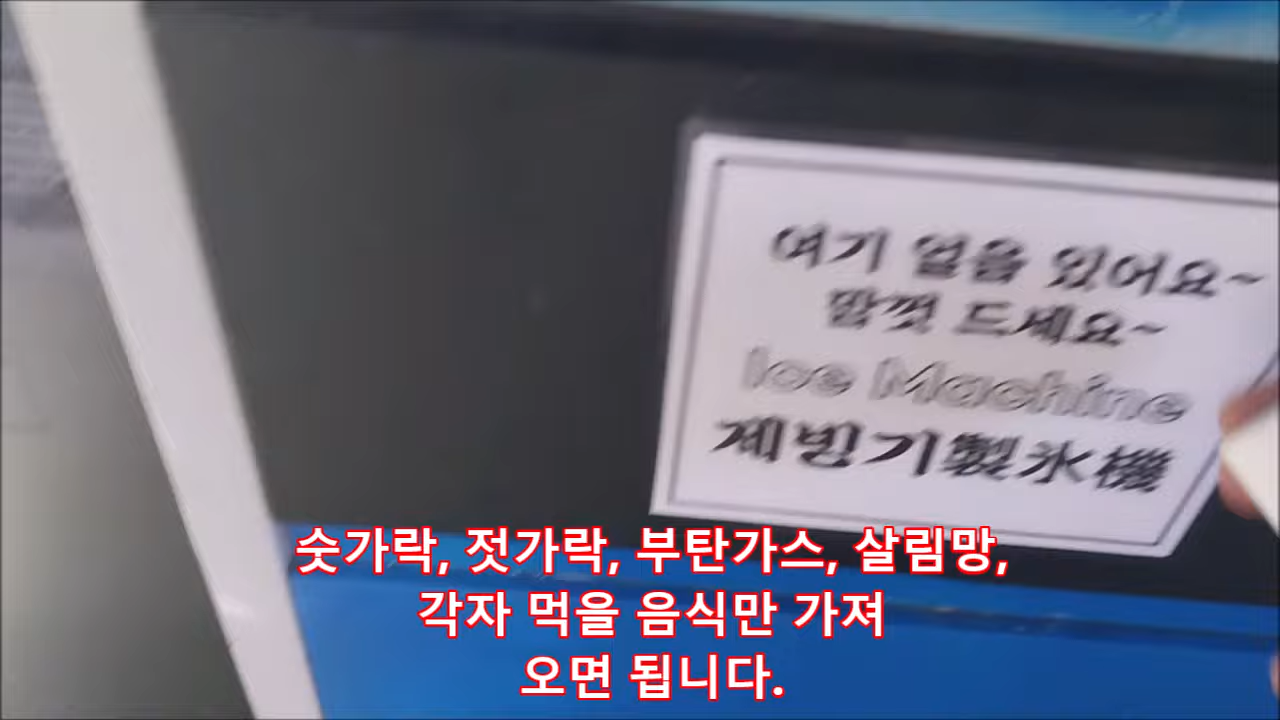 여기 얼음 있어요~
맘껏 드세요~
Ice Machine
제빙기製氷機
숫가락, 젓가락, 부탄가스, 살림망,
각자 먹을 음식만 가져
오면 됩니다.